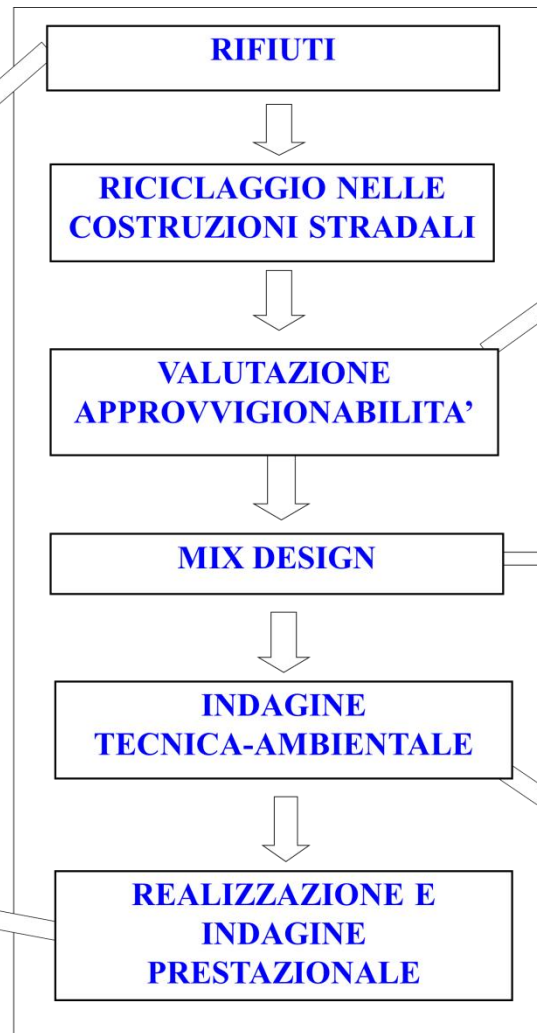 RIFIUTI
RICICLAGGIO NELLE
COSTRUZIONI STRADALI
VALUTAZIONE
APPROVVIGIONABILITA’
MIX DESIGN
INDAGINE
TECNICA-AMBIENTALE
REALIZZAZIONE E
INDAGINE
PRESTAZIONALE